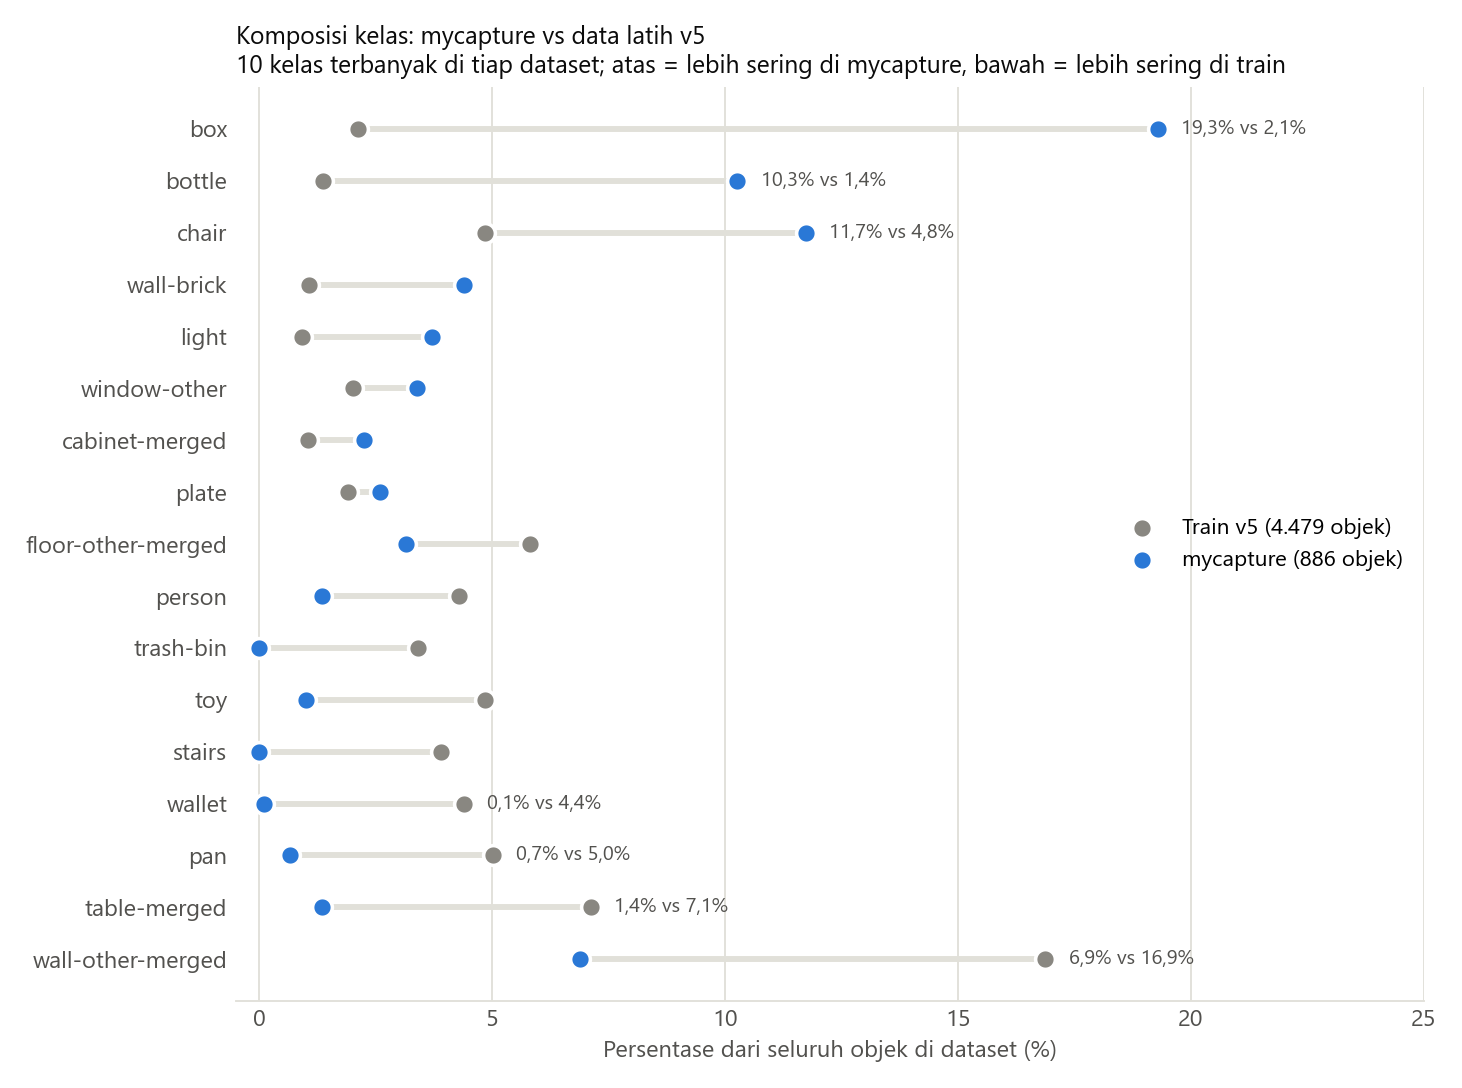 Komposisi kelas: mycapture vs data latih v5
10 kelas terbanyak di tiap dataset; atas = lebih sering di mycapture, bawah = lebih sering di train
box
19,3% vs 2,1%
bottle
10,3% vs 1,4%
chair
11,7% vs 4,8%
wall-brick
light
window-other
cabinet-merged
plate
Train v5 (4.479 objek)
floor-other-merged
mycapture (886 objek)
person
trash-bin
toy
stairs
wallet
0,1% vs 4,4%
pan
0,7% vs 5,0%
table-merged
1,4% vs 7,1%
wall-other-merged
6,9% vs 16,9%
0 5 10 15 20 25
Persentase dari seluruh objek di dataset (%)